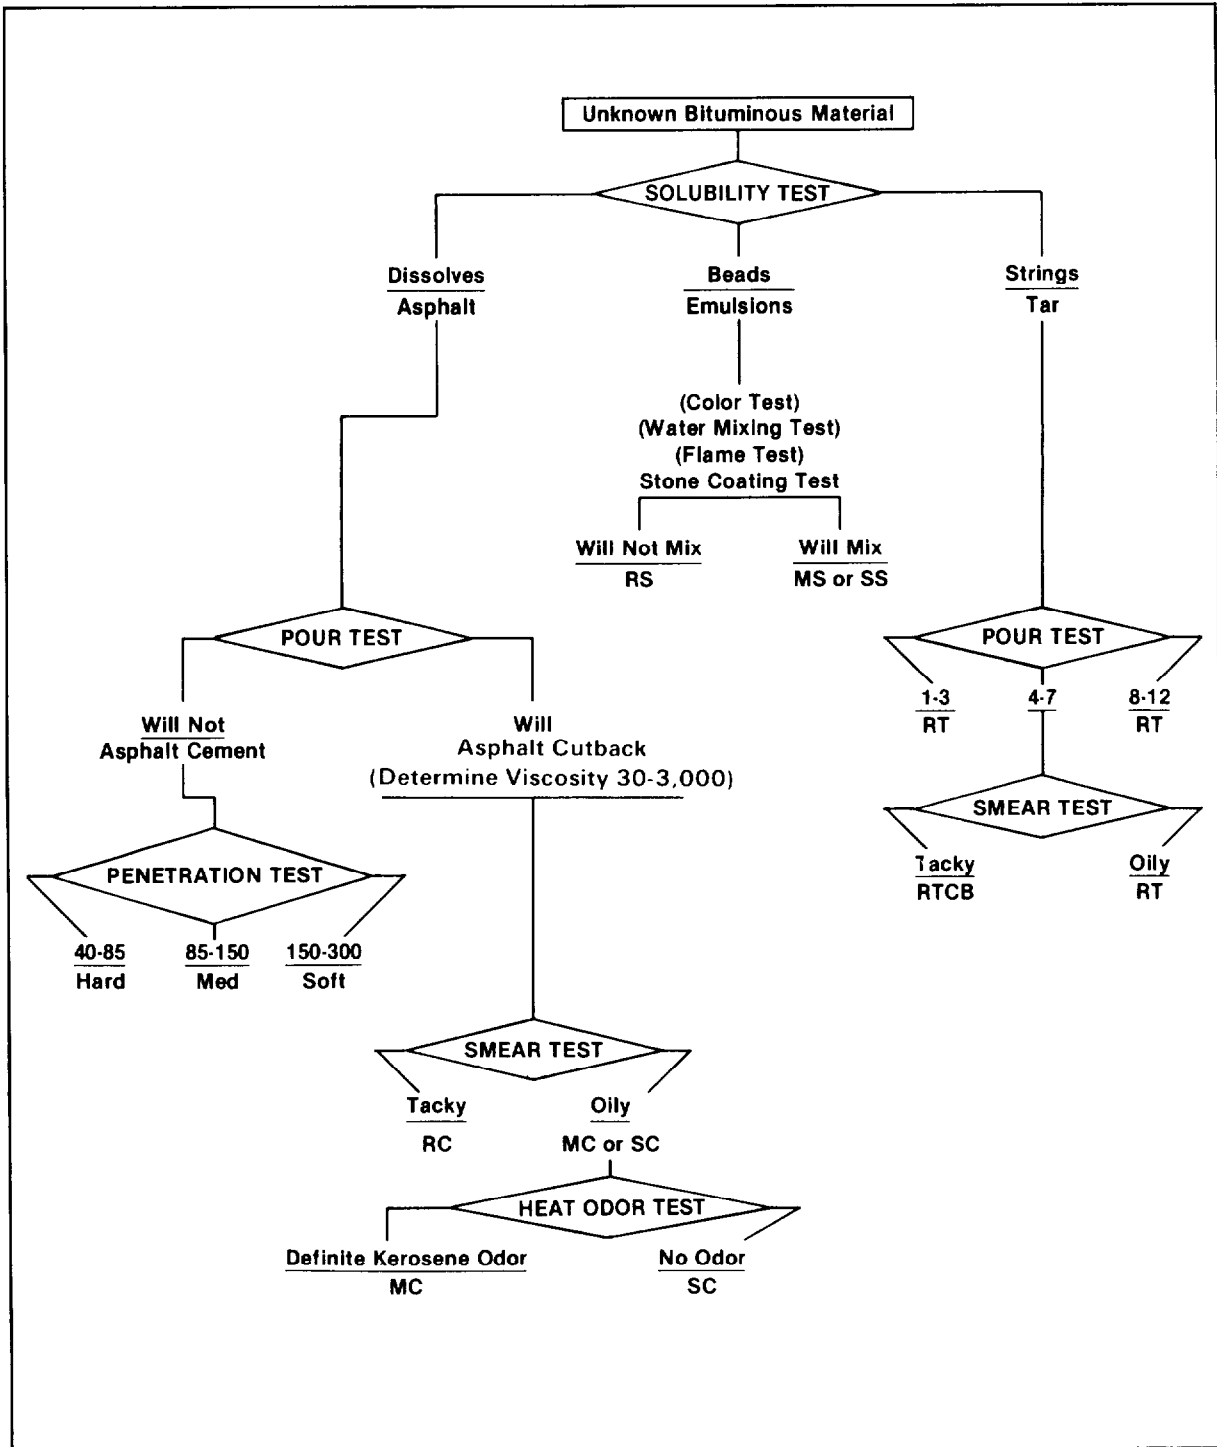 Unknown Bituminous Material
SOLUBILITY TEST
Dissolves
Asphalt
Beads
Emulsions
Strings
Tar
(Color Test)
(Water Mixing Test)
(Flame Test)
Stone Coating Test
Will Not Mix
RS
Will Mix
MS or SS
POUR TEST
Will Not
Asphalt Cement
Will
Asphalt Cutback
(Determine Viscosity 30-3,000)
POUR TEST
1-3
RT
4-7
8-12
RT
SMEAR TEST
Tacky
RTCB
Oily
RT
PENETRATION TEST
40-85
Hard
85-150
Med
150-300
Soft
SMEAR TEST
Tacky
RC
Oily
MC or SC
HEAT ODOR TEST
Definite Kerosene Odor
MC
No Odor
SC